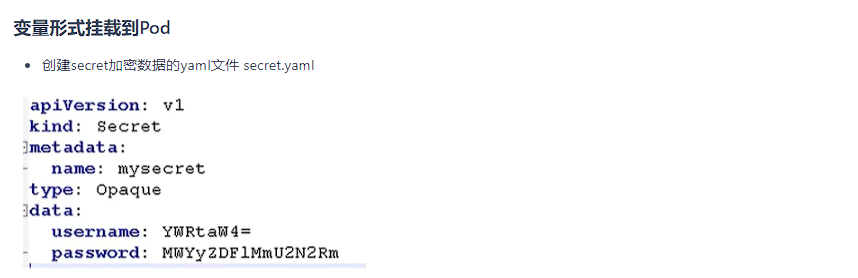 变量形式挂载到Pod
创建secret加密数据的yaml文件 secret.yaml
apiVersion: v1
kind: Secret
metadata:
name: mysecret
type: Opaque
data:
username: YWRtaW4=
password: MWYyZDFlMmU2N2Rm